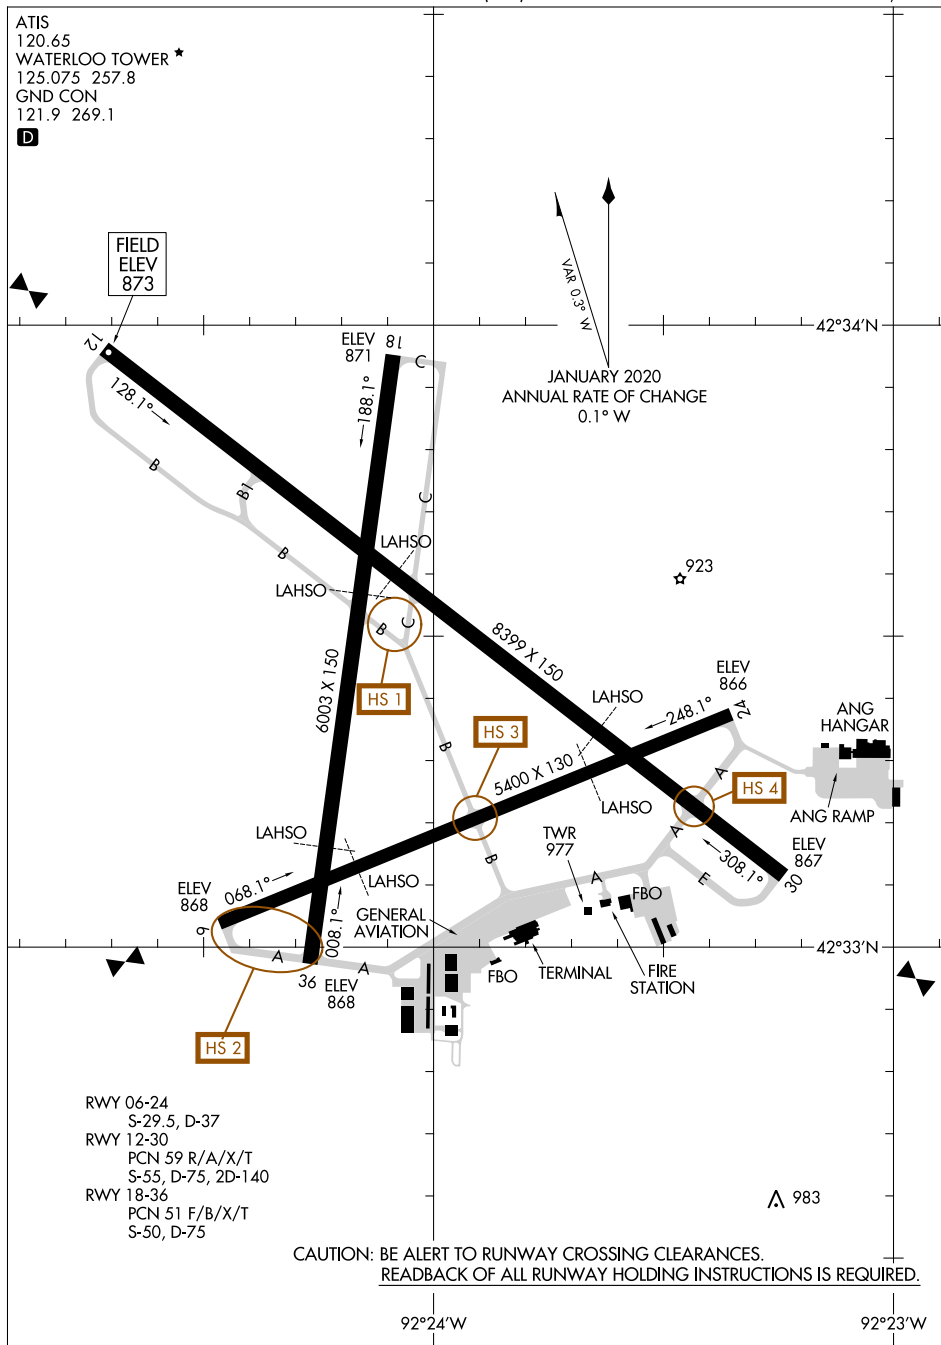 ATIS
120.65
WATERLOO TOWER
125.075 257.8
GND CON
121.9 269.1
D
FIELD
ELEV
873
VAR 0.3° W
JANUARY 2020
ANNUAL RATE OF CHANGE
0.1° W
42°34'N
12
128.1°
ELEV
871
18
C
188.1°
B
B1
C
B
LAHSO
LAHSO
B
C
HS 1
923
8399 X 150
6003 X 150
ELEV
866
24
LAHSO
248.1°
ANG
HANGAR
HS 3
B
5400 X 130
A
HS 4
LAHSO
ANG RAMP
A
TWR
977
LAHSO
308.1°
ELEV
867
30
B
LAHSO
ELEV
868
068.1°
6
A
E
FBO
GENERAL
AVIATION
008.1°
42°33'N
A
A
36
ELEV
868
FBO
TERMINAL
FIRE
STATION
HS 2
RWY 06-24
S-29.5, D-37
RWY 12-30
PCN 59 R/A/X/T
S-55, D-75, 2D-140
RWY 18-36
PCN 51 F/B/X/T
S-50, D-75
983
CAUTION: BE ALERT TO RUNWAY CROSSING CLEARANCES.
READBACK OF ALL RUNWAY HOLDING INSTRUCTIONS IS REQUIRED.
92°24'W
92°23'W